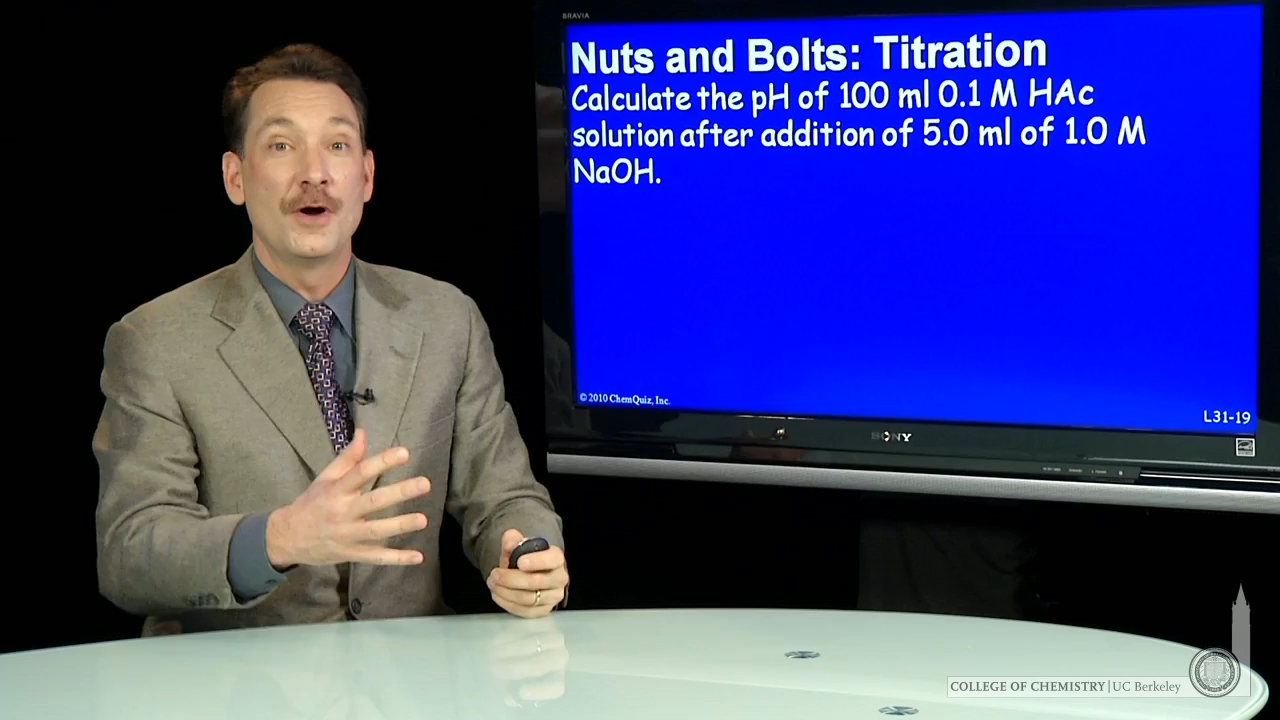 BRAVIA
Nuts and Bolts: Titration
Calculate the pH of 100 ml 0.1 M HAc
solution after addition of 5.0 ml of 1.0 M
NaOH.
© 2010 ChemQuiz, Inc.
L31-19
SONY
COLLEGE OF CHEMISTRY | UC Berkeley